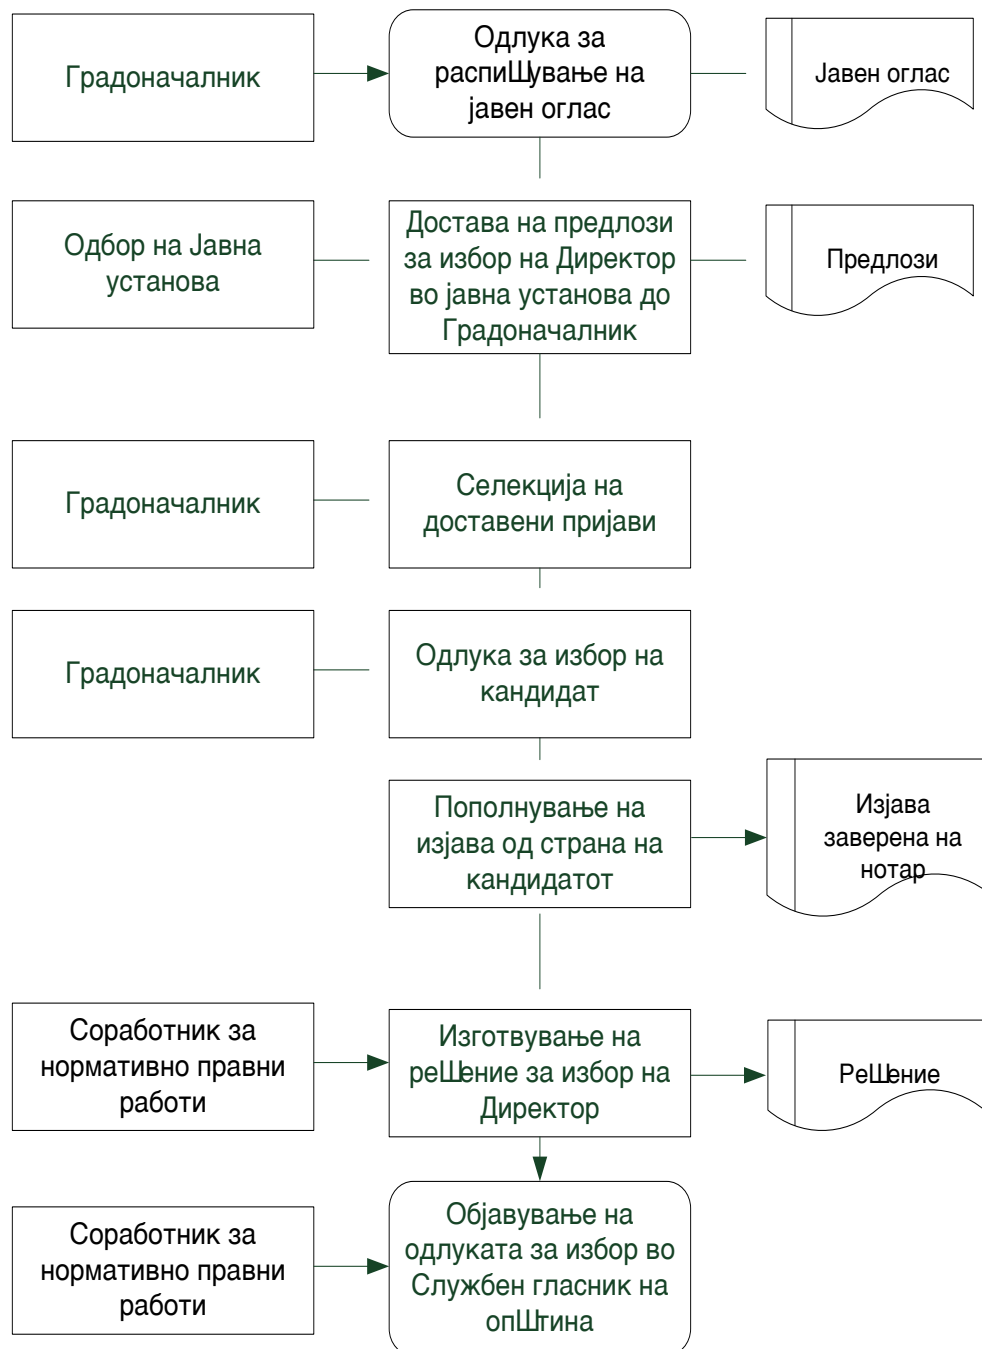 Градоначалник
Одлука за
распиШување на
јавен оглас
Јавен оглас
Одбор на Јавна
установа
Достава на предлози
за избор на Директор
во јавна установа до
Градоначалник
Предлози
Градоначалник
Селекција на
доставени пријави
Градоначалник
Одлука за избор на
кандидат
Пополнување на
изјава од страна на
кандидатот
Изјава
заверена на
нотар
Соработник за
нормативно правни
работи
Изготвување на
реШение за избор на
Директор
РеШение
Соработник за
нормативно правни
работи
Објавување на
одлуката за избор во
Службен гласник на
опШтина